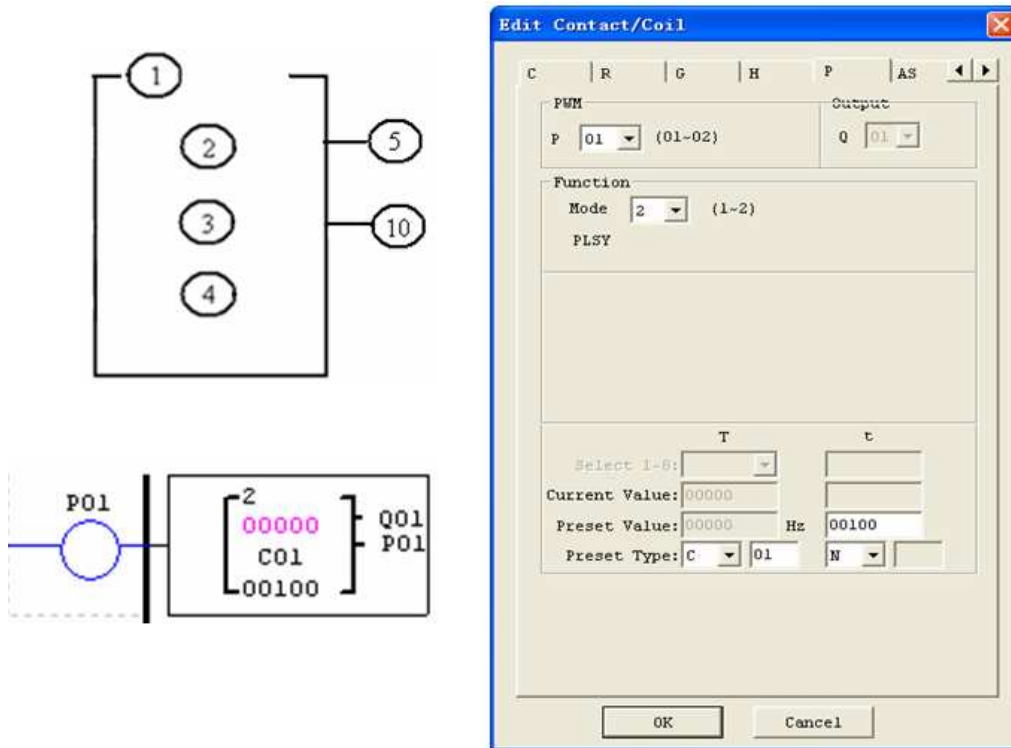 1
2
3
4
5
10
P01
2
00000
C01
00100
Q01
P01
Edit Contact/Coil
C R G H P AS
PWM
P 01 (01~02)
Output
Q 01
Function
Mode 2 (1~2)
PLSY
T t
Select 1-8:
Current Value: 00000
Preset Value: 00000 Hz 00100
Preset Type: C 01 N
OK Cancel